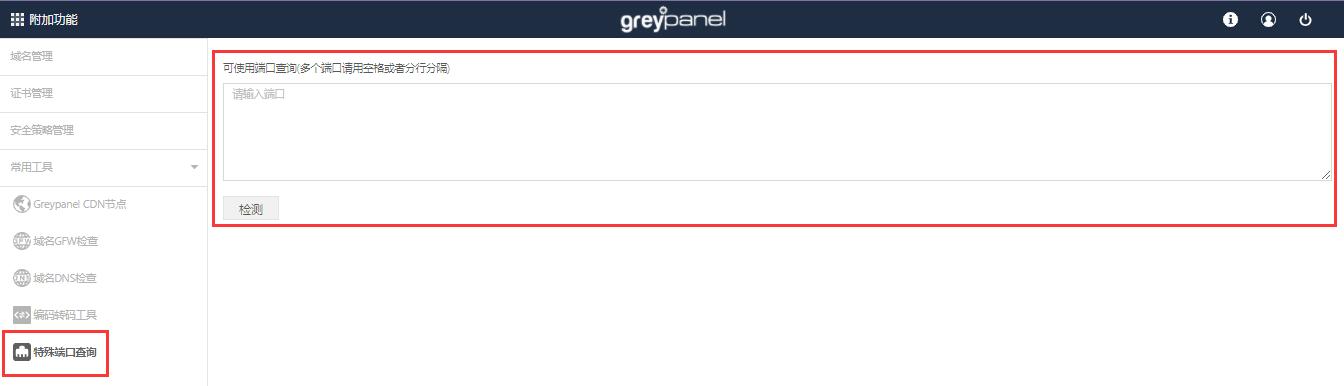 附加功能
greypanel
域名管理
证书管理
安全策略管理
常用工具
Greypanel CDN节点
域名GFW检查
域名DNS检查
编码转码工具
特殊端口查询
可使用端口查询(多个端口请用空格或者分行分隔)
请输入端口
检测